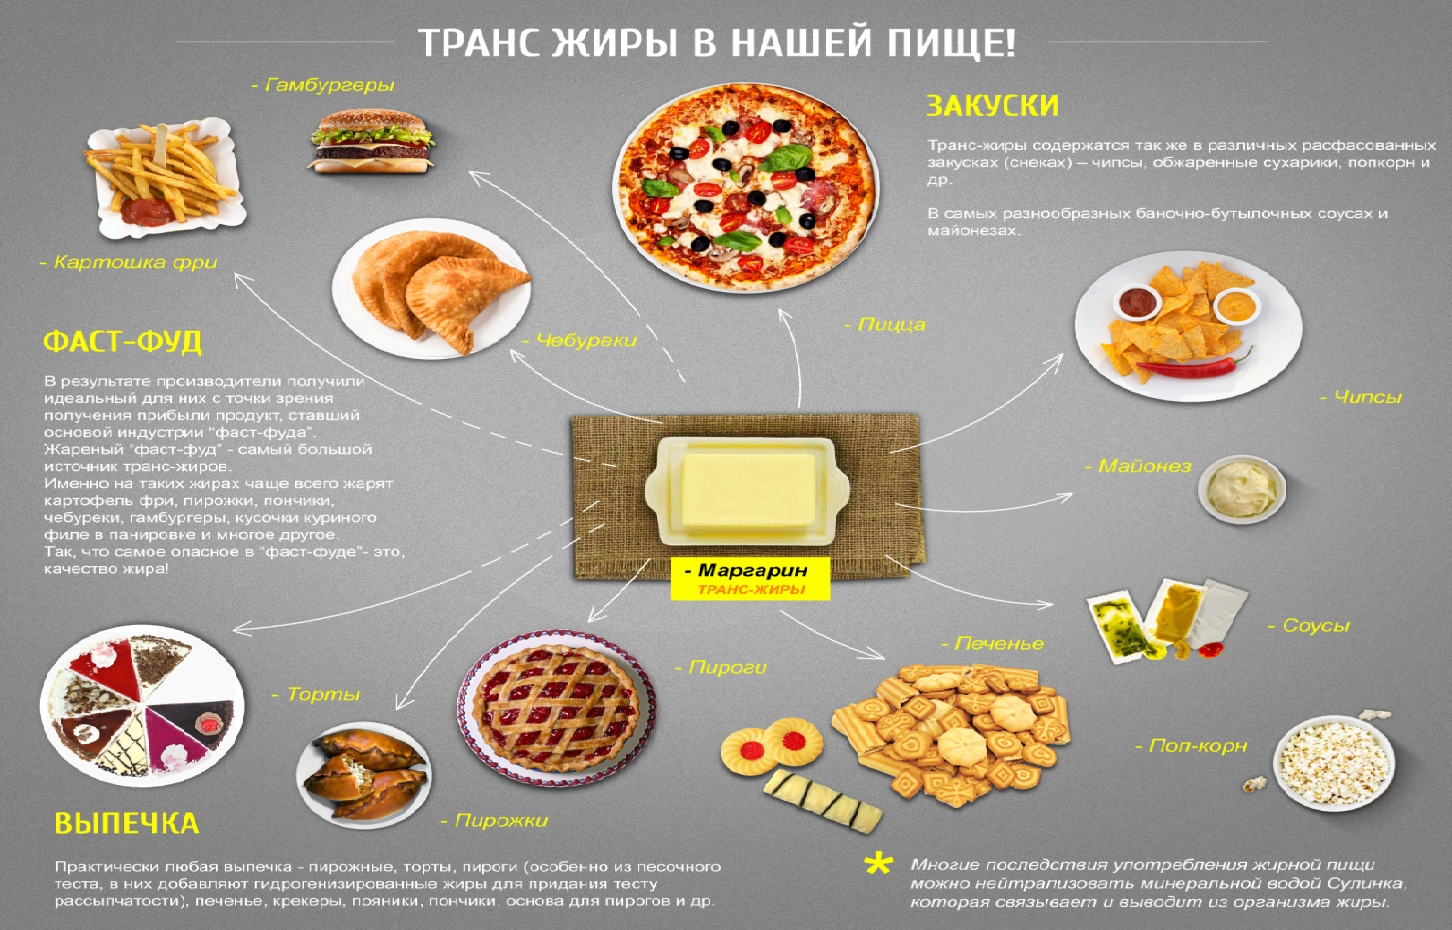 ТРАНС ЖИРЫ В НАШЕЙ ПИЩЕ!
- Гамбургеры
- Картошка фри
- Чебуреки
- Пицца
ЗАКУСКИ
Транс-жиры содержатся так же в различных расфасованных
закусках (снеках) – чипсы, обжаренные сухарики, попкорн и
др.
В самых разнообразных баночно-бутылочных соусах и
майонезах.
- Чипсы
- Майонез
- Соусы
- Поп-корн
ФАСТ-ФУД
В результате производители получили
идеальный для них с точки зрения
получения прибыли продукт, ставший
основой индустрии “фаст-фуда”.
Жареный “фаст-фуд” - самый большой
источник транс-жиров.
Именно на таких жирах чаще всего жарят
картофель фри, пирожки, пончики,
чебуреки, гамбургеры, кусочки куриного
филе в панировке и многое другое.
Так, что самое опасное в “фаст-фуде”- это,
качество жира!
- Маргарин
ТРАНС-ЖИРЫ
- Торты
- Пирожки
- Пироги
- Печенье
ВЫПЕЧКА
Практически любая выпечка - пирожные, торты, пироги (особенно из песочного
теста, в них добавляют гидрогенизированные жиры для придания тесту
рассыпчатости), печенье, крекеры, пряники, пончики, основа для пирогов и др.
* Многие последствия употребления жирной пищи
можно нейтрализовать минеральной водой Сулинка,
которая связывает и выводит из организма жиры.